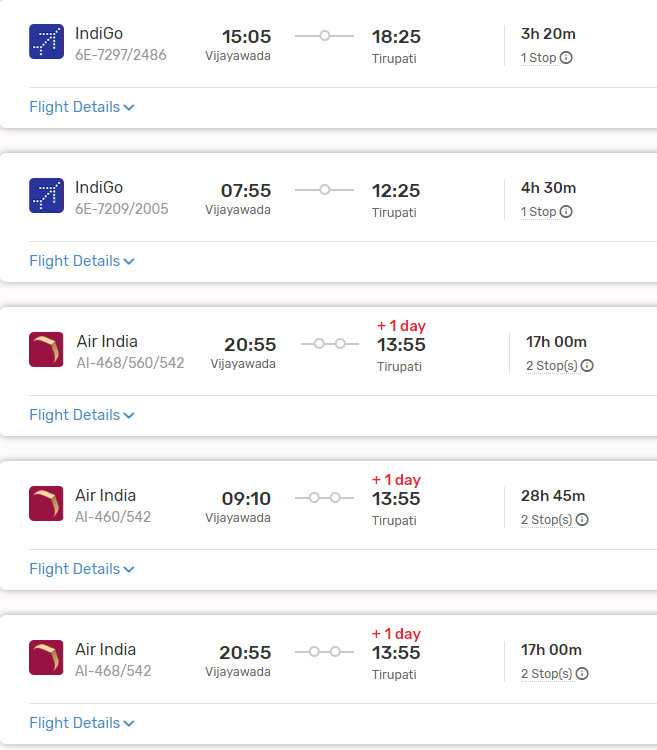 IndiGo 15:05 18:25 3h 20m
6E-7297/2486 Vijayawada Tirupati 1 Stop
Flight Details
IndiGo 07:55 12:25 4h 30m
6E-7209/2005 Vijayawada Tirupati 1 Stop
Flight Details
+ 1 day
Air India 20:55 13:55 17h 00m
AI-468/560/542 Vijayawada Tirupati 2 Stop(s)
Flight Details
+ 1 day
Air India 09:10 13:55 28h 45m
AI-460/542 Vijayawada Tirupati 2 Stop(s)
Flight Details
+ 1 day
Air India 20:55 13:55 17h 00m
AI-468/542 Vijayawada Tirupati 2 Stop(s)
Flight Details